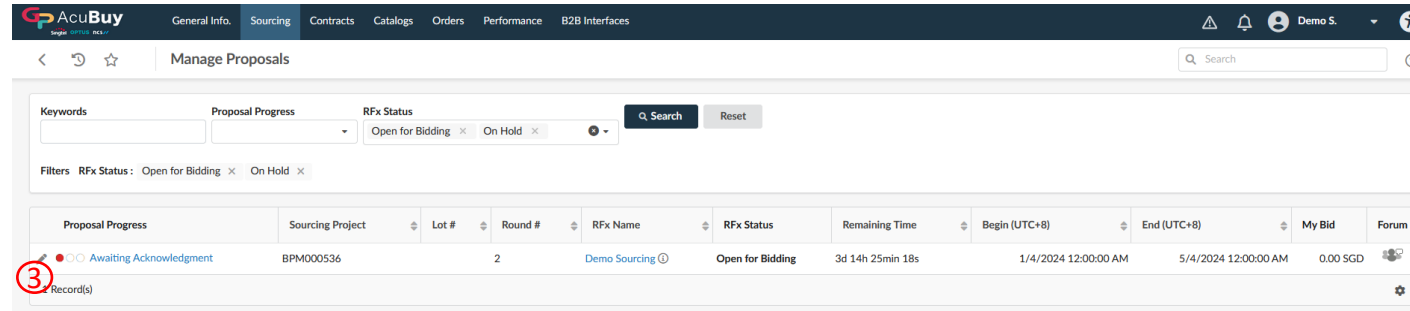 GP AcuBuy General Info. Sourcing Contracts Catalogs Orders Performance B2B Interfaces Demo S.
Singtel OPTUS ncs//
Manage Proposals Search
Keywords Proposal Progress RFx Status
Open for Bidding × On Hold × Search Reset
Filters RFx Status : Open for Bidding × On Hold ×
Proposal Progress Sourcing Project Lot # Round # RFx Name RFx Status Remaining Time Begin (UTC+8) End (UTC+8) My Bid Forum
Awaiting Acknowledgment BPM000536 2 Demo Sourcing Open for Bidding 3d 14h 25min 18s 1/4/2024 12:00:00 AM 5/4/2024 12:00:00 AM 0.00 SGD
3
1 Record(s)